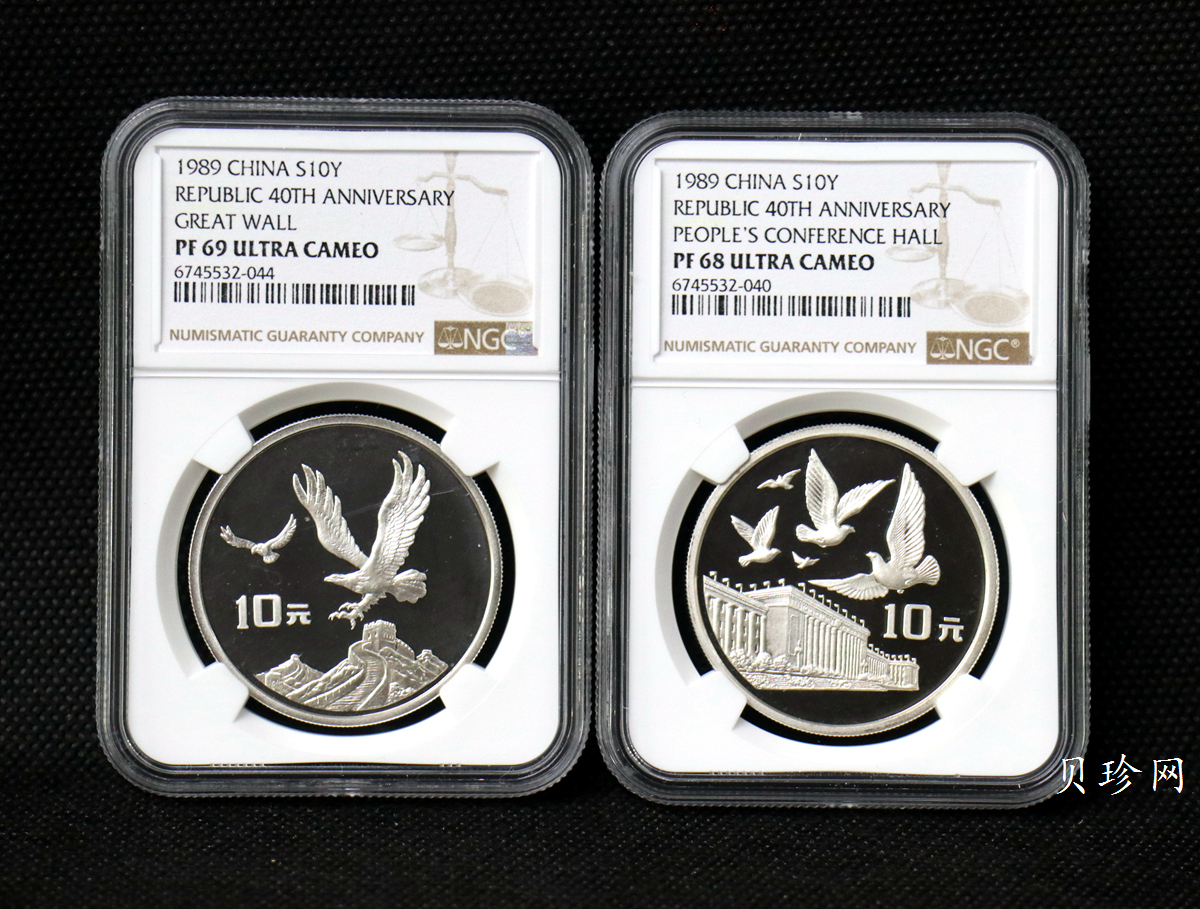 1989 CHINA S10Y
REPUBLIC 40TH ANNIVERSARY
GREAT WALL
PF 69 ULTRA CAMEO
6745532-044
NUMISMATIC GUARANTY COMPANY
NGC
10元
1989 CHINA S10Y
REPUBLIC 40TH ANNIVERSARY
PEOPLE'S CONFERENCE HALL
PF 68 ULTRA CAMEO
6745532-040
NUMISMATIC GUARANTY COMPANY
NGC®
10元
贝珍网